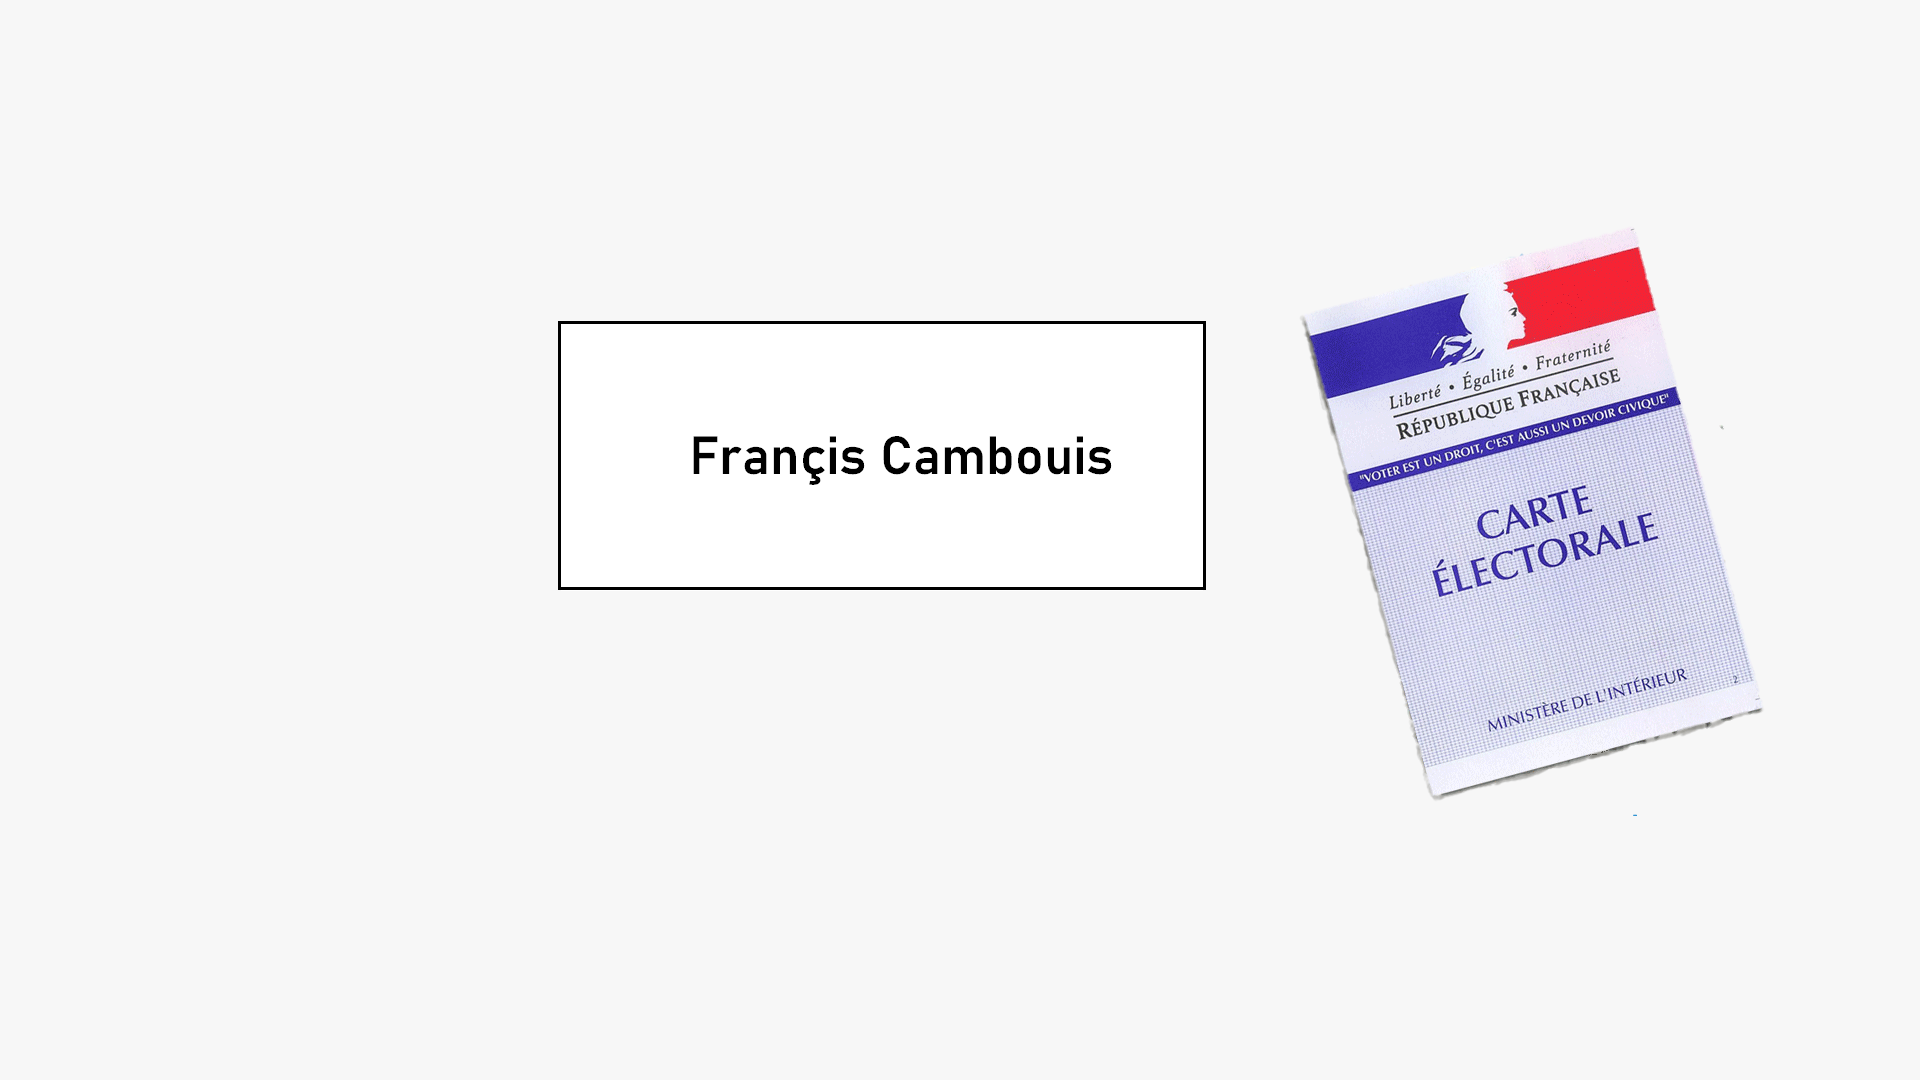 Françis Cambouis
Liberté • Égalité • Fraternité
RÉPUBLIQUE FRANÇAISE
"VOTER EST UN DROIT, C'EST AUSSI UN DEVOIR CIVIQUE"
CARTE
ÉLECTORALE
MINISTÈRE DE L'INTÉRIEUR
2